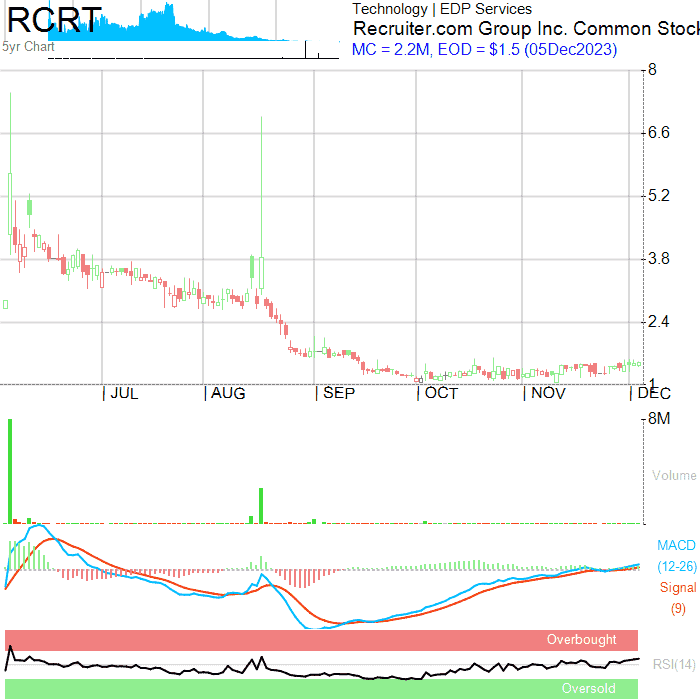 RCRT
5yr Chart
Technology | EDP Services
Recruiter.com Group Inc. Common Stoc
MC = 2.2M, EOD = $1.5 (05Dec2023)
8
6.6
5.2
3.8
2.4
1
JUL AUG SEP OCT NOV DEC
8M
Volume
MACD
(12-26)
Signal
(9)
Overbought
RSI(14)
Oversold